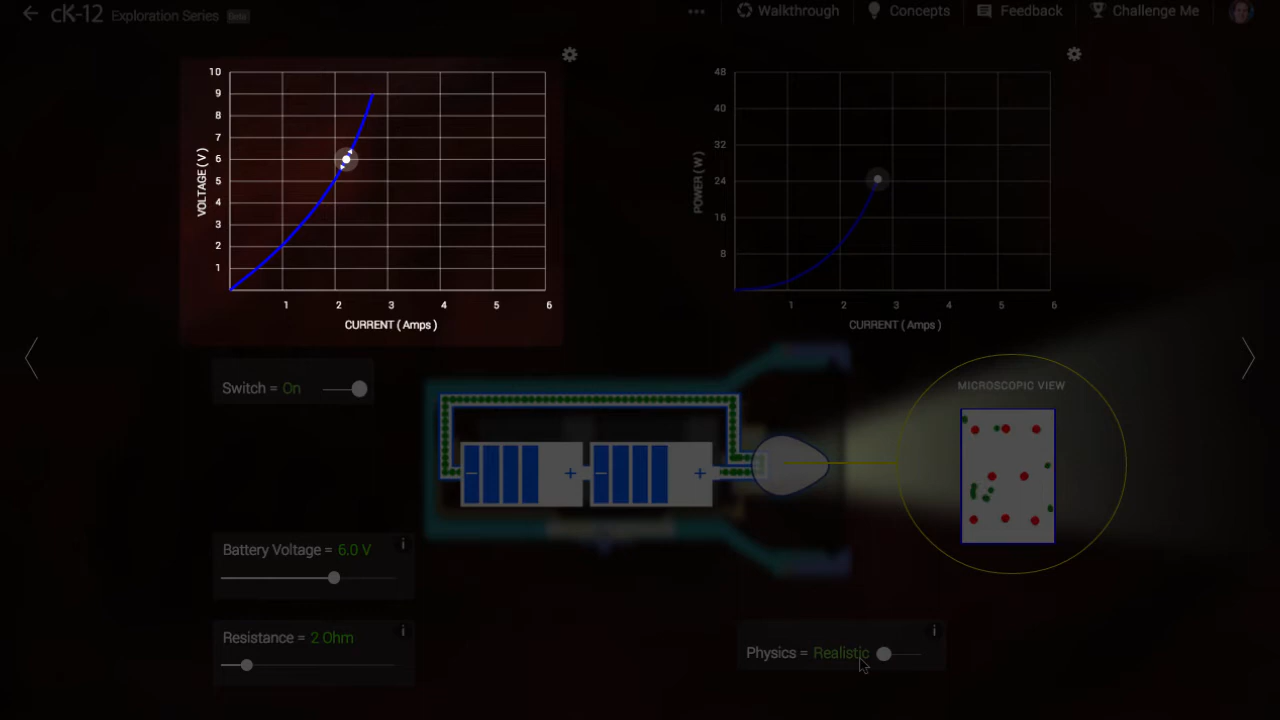 cK-12 Exploration Series Beta
••• Walkthrough Concepts Feedback Challenge Me
10
9
8
7
6
5
4
3
2
1
VOLTAGE ( V )
1 2 3 4 5 6
CURRENT ( Amps )
48
40
32
24
16
8
POWER ( W )
1 2 3 4 5 6
CURRENT ( Amps )
Switch = On
MICROSCOPIC VIEW
− + − +
Battery Voltage = 6.0 V i
Resistance = 2 Ohm i
Physics = Realistic i